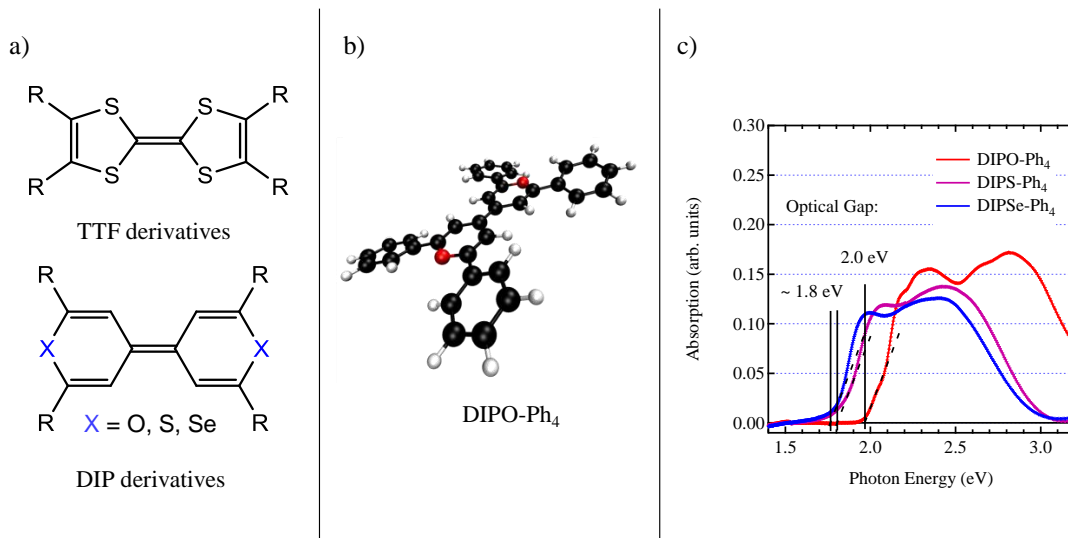 a)
R
R
S
S
S
S
R
R
TTF derivatives
R
R
X
X
R
R
X = O, S, Se
DIP derivatives
b)
DIPO-Ph₄
c)
0.30
0.25
0.20
0.15
0.10
0.05
0.00
Absorption (arb. units)
DIPO-Ph₄
DIPS-Ph₄
DIPSe-Ph₄
Optical Gap:
2.0 eV
~ 1.8 eV
1.5
2.0
2.5
3.0
Photon Energy (eV)